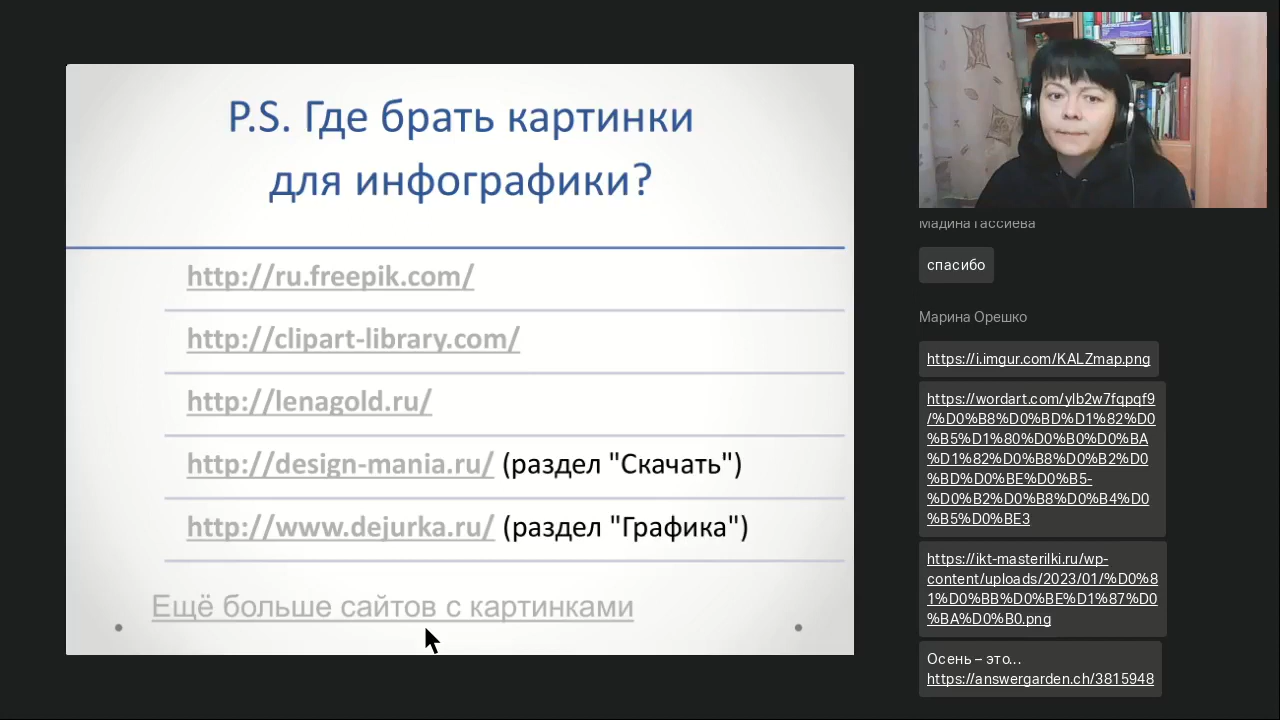 P.S. Где брать картинки
для инфографики?
http://ru.freepik.com/
http://clipart-library.com/
http://lenagold.ru/
http://design-mania.ru/ (раздел "Скачать")
http://www.dejurka.ru/ (раздел "Графика")
Ещё больше сайтов с картинками
Мадина Гассиева
спасибо
Марина Орешко
https://i.imgur.com/KALZmap.png
https://wordart.com/ylb2w7fqpqf9
/%D0%B8%D0%BD%D1%82%D0
%B5%D1%80%D0%B0%D0%BA
%D1%82%D0%B8%D0%B2%D0
%BD%D0%BE%D0%B5-
%D0%B2%D0%B8%D0%B4%D0
%B5%D0%BE3
https://ikt-masterilki.ru/wp-
content/uploads/2023/01/%D0%8
1%D0%BB%D0%BE%D1%87%D0
%BA%D0%B0.png
Осень – это...
https://answergarden.ch/3815948